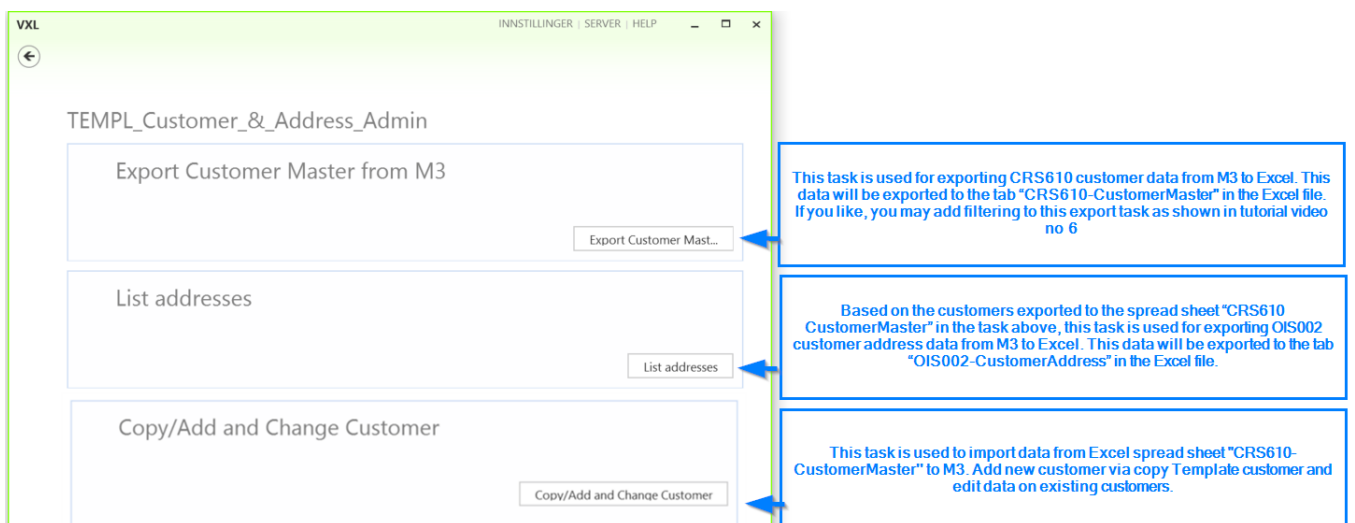 VXL
INNSTILLINGER | SERVER | HELP
TEMPL_Customer_&_Address_Admin
Export Customer Master from M3
Export Customer Mast...
This task is used for exporting CRS610 customer data from M3 to Excel. This
data will be exported to the tab “CRS610-CustomerMaster" in the Excel file.
If you like, you may add filtering to this export task as shown in tutorial video
no 6
List addresses
List addresses
Based on the customers exported to the spread sheet “CRS610
CustomerMaster” in the task above, this task is used for exporting OIS002
customer address data from M3 to Excel. This data will be exported to the tab
“OIS002-CustomerAddress” in the Excel file.
Copy/Add and Change Customer
Copy/Add and Change Customer
This task is used to import data from Excel spread sheet "CRS610-
CustomerMaster" to M3. Add new customer via copy Template customer and
edit data on existing customers.